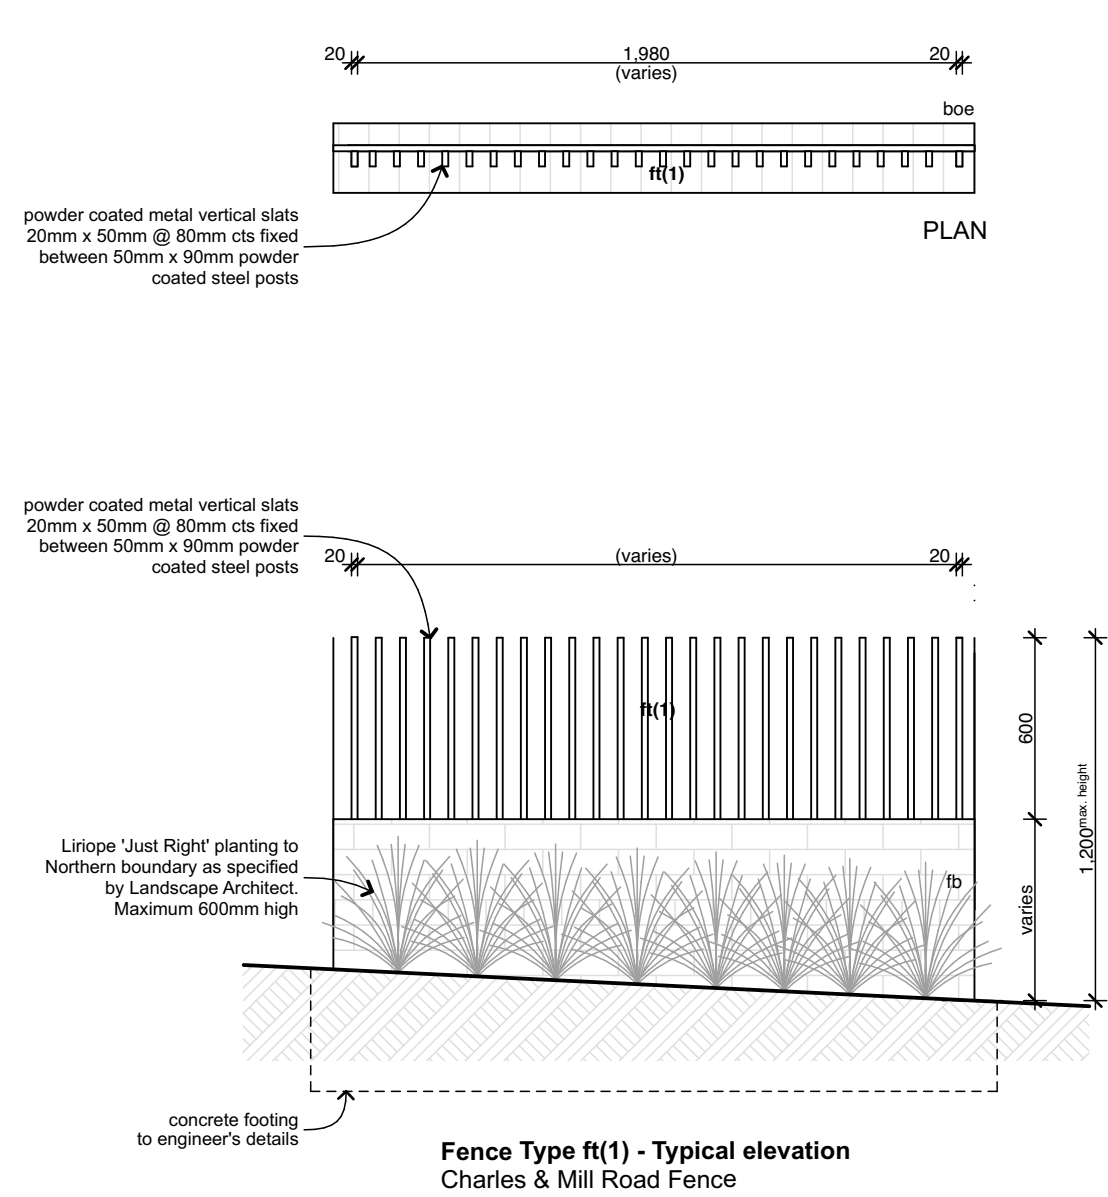 20
1,980
(varies)
20
boe
ft(1)
powder coated metal vertical slats
20mm x 50mm @ 80mm cts fixed
between 50mm x 90mm powder
coated steel posts
PLAN
powder coated metal vertical slats
20mm x 50mm @ 80mm cts fixed
between 50mm x 90mm powder
coated steel posts
20
(varies)
20
ft(1)
600
1,200max. height
Liriope 'Just Right' planting to
Northern boundary as specified
by Landscape Architect.
Maximum 600mm high
fb
varies
concrete footing
to engineer's details
Fence Type ft(1) - Typical elevation
Charles & Mill Road Fence